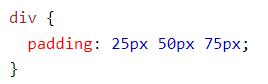 div {
  padding: 25px 50px 75px;
}